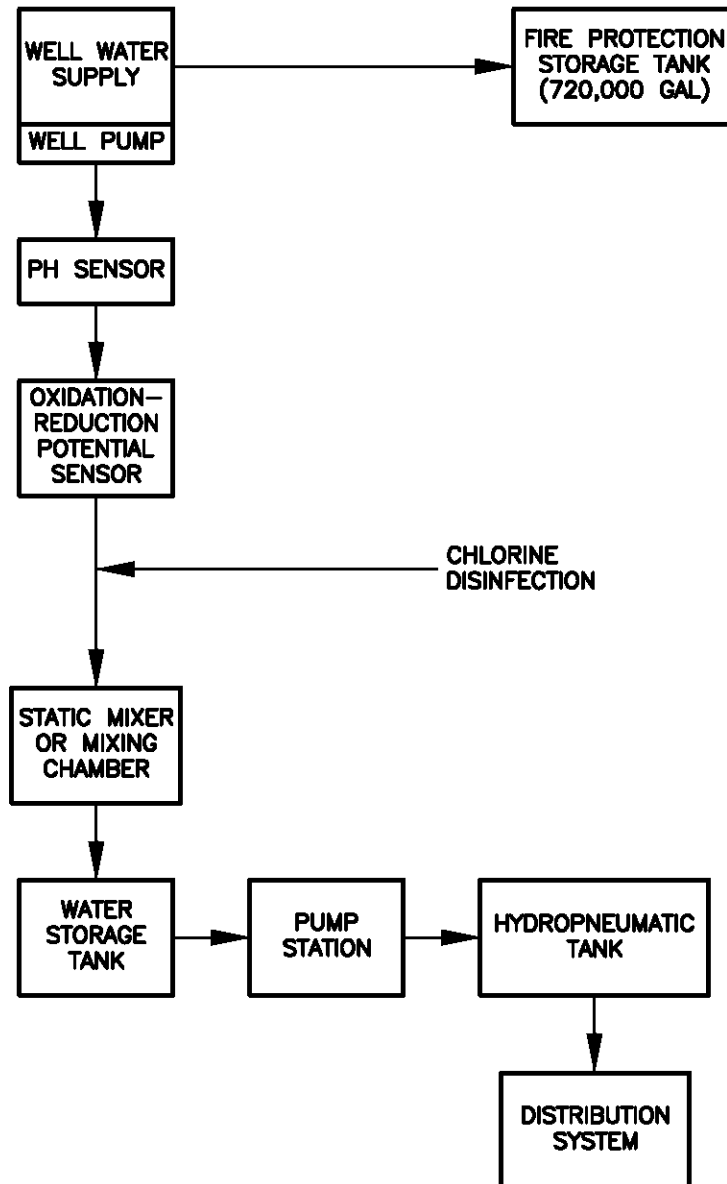 WELL WATER
SUPPLY
WELL PUMP
FIRE PROTECTION
STORAGE TANK
(720,000 GAL)
PH SENSOR
OXIDATION–
REDUCTION
POTENTIAL
SENSOR
CHLORINE
DISINFECTION
STATIC MIXER
OR MIXING
CHAMBER
WATER
STORAGE
TANK
PUMP
STATION
HYDROPNEUMATIC
TANK
DISTRIBUTION
SYSTEM